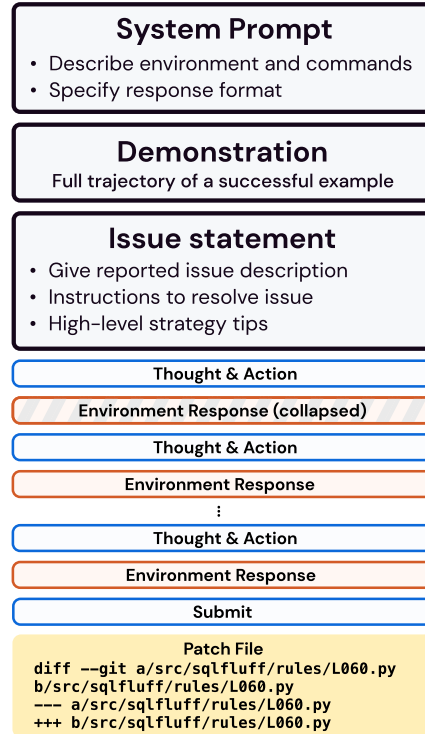 System Prompt
• Describe environment and commands
• Specify response format
Demonstration
Full trajectory of a successful example
Issue statement
• Give reported issue description
• Instructions to resolve issue
• High-level strategy tips
Thought & Action
Environment Response (collapsed)
Thought & Action
Environment Response
⋮
Thought & Action
Environment Response
Submit
Patch File
diff --git a/src/sqlfluff/rules/L060.py
b/src/sqlfluff/rules/L060.py
--- a/src/sqlfluff/rules/L060.py
+++ b/src/sqlfluff/rules/L060.py